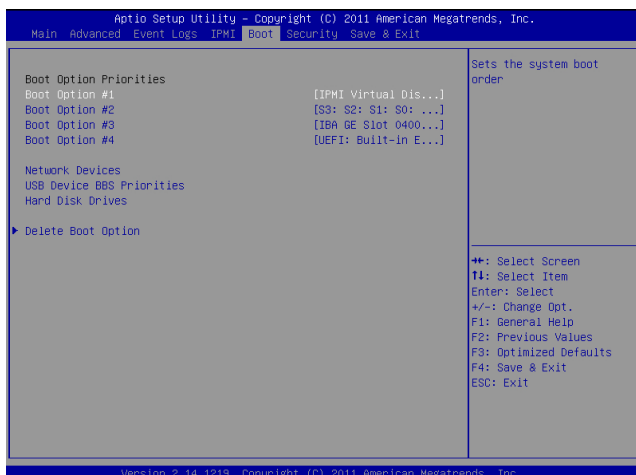 Aptio Setup Utility – Copyright (C) 2011 American Megatrends, Inc.
Main Advanced Event Logs IPMI Boot Security Save & Exit
Boot Option Priorities
Boot Option #1 [IPMI Virtual Dis...]
Boot Option #2 [S3: S2: S1: S0: ...]
Boot Option #3 [IBA GE Slot 0400...]
Boot Option #4 [UEFI: Built-in E...]
Network Devices
USB Device BBS Priorities
Hard Disk Drives
Delete Boot Option
Sets the system boot
order
→←: Select Screen
↑↓: Select Item
Enter: Select
+/-: Change Opt.
F1: General Help
F2: Previous Values
F3: Optimized Defaults
F4: Save & Exit
ESC: Exit
Version 2.14.1219. Copyright (C) 2011 American Megatrends, Inc.